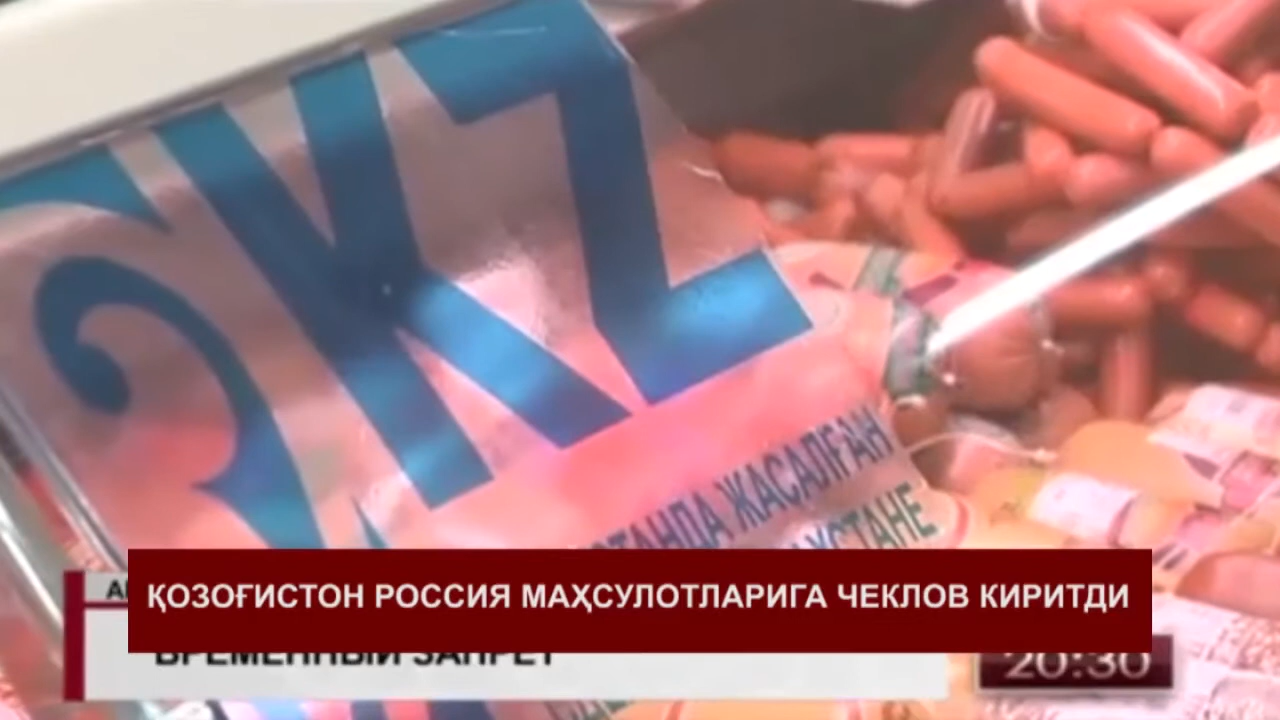 KZ
ЖАСАЛҒАН
ҚОЗОҒИСТОН РОССИЯ МАҲСУЛОТЛАРИГА ЧЕКЛОВ КИРИТДИ
ВРЕМЕННЫЙ ЗАПРЕТ
20:30